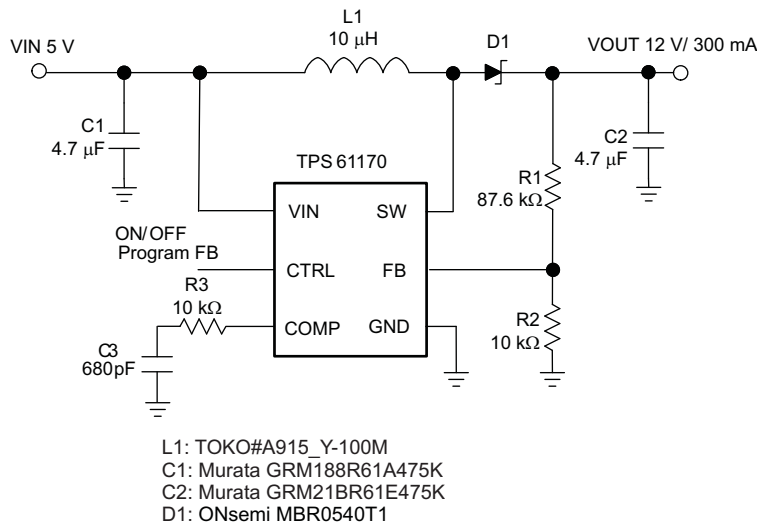 L1
10 μH
VIN 5 V
D1
VOUT 12 V/ 300 mA
C1
4.7 μF
C2
4.7 μF
TPS 61170
R1
87.6 kΩ
VIN
SW
ON/OFF
Program FB
CTRL
FB
R3
10 kΩ
COMP
GND
R2
10 kΩ
C3
680pF
L1: TOKO#A915_Y-100M
C1: Murata GRM188R61A475K
C2: Murata GRM21BR61E475K
D1: ONsemi MBR0540T1